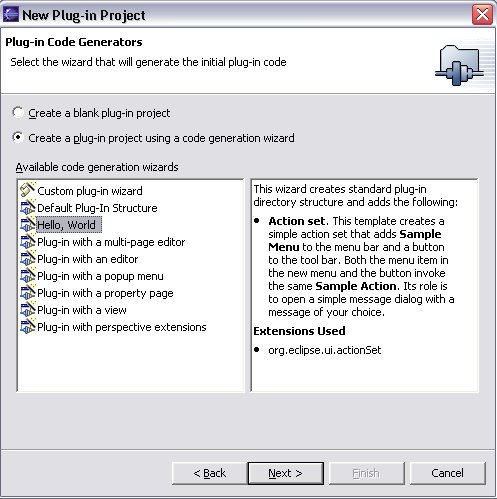 New Plug-in Project
Plug-in Code Generators
Select the wizard that will generate the initial plug-in code
Create a blank plug-in project
Create a plug-in project using a code generation wizard
Available code generation wizards
Custom plug-in wizard
Default Plug-In Structure
Hello, World
Plug-in with a multi-page editor
Plug-in with an editor
Plug-in with a popup menu
Plug-in with a property page
Plug-in with a view
Plug-in with perspective extensions
This wizard creates standard plug-in
directory structure and adds the following:
• Action set. This template creates a
simple action set that adds Sample
Menu to the menu bar and a button
to the tool bar. Both the menu item in
the new menu and the button invoke
the same Sample Action. Its role is
to open a simple message dialog with a
message of your choice.
Extensions Used
• org.eclipse.ui.actionSet
< Back
Next >
Finish
Cancel